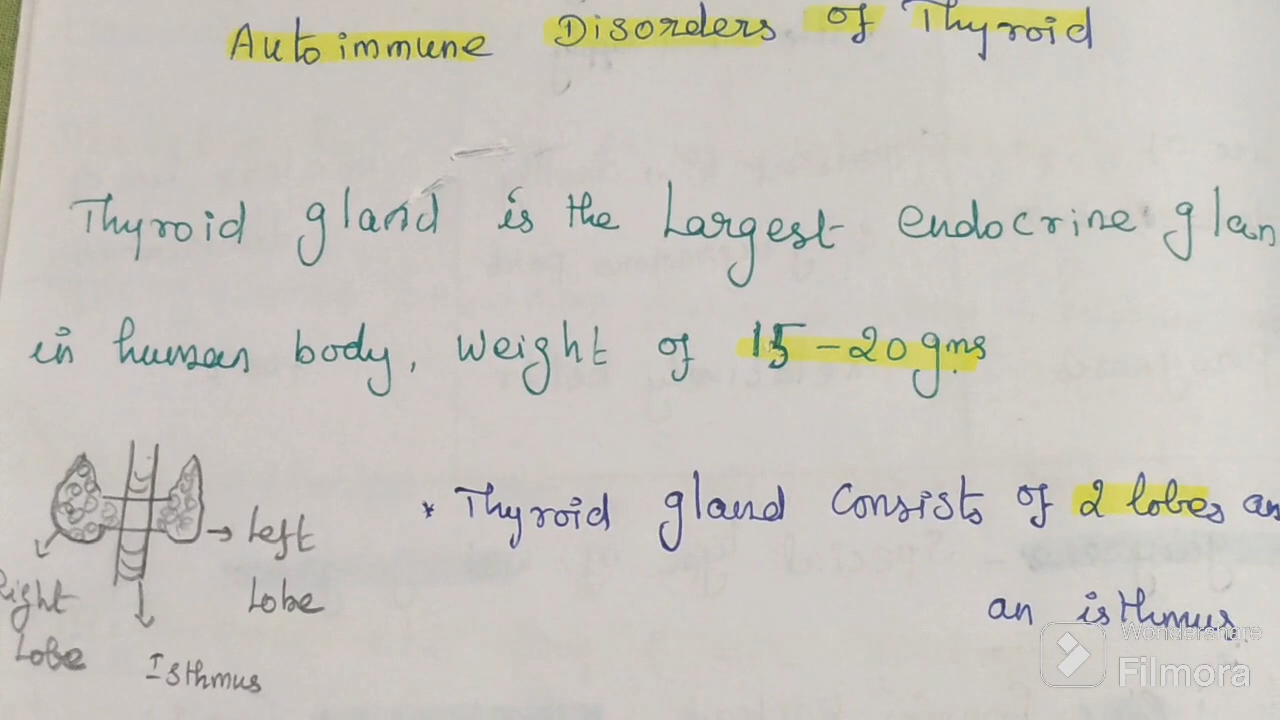 Autoimmune Disorders of Thyroid
Thyroid gland is the Largest endocrine glan
in human body, weight of 15-20gms
* Thyroid gland consists of 2 lobes an
an isthmus
Left
Lobe
Right
Lobe
Isthmus
Wondershare
Filmora